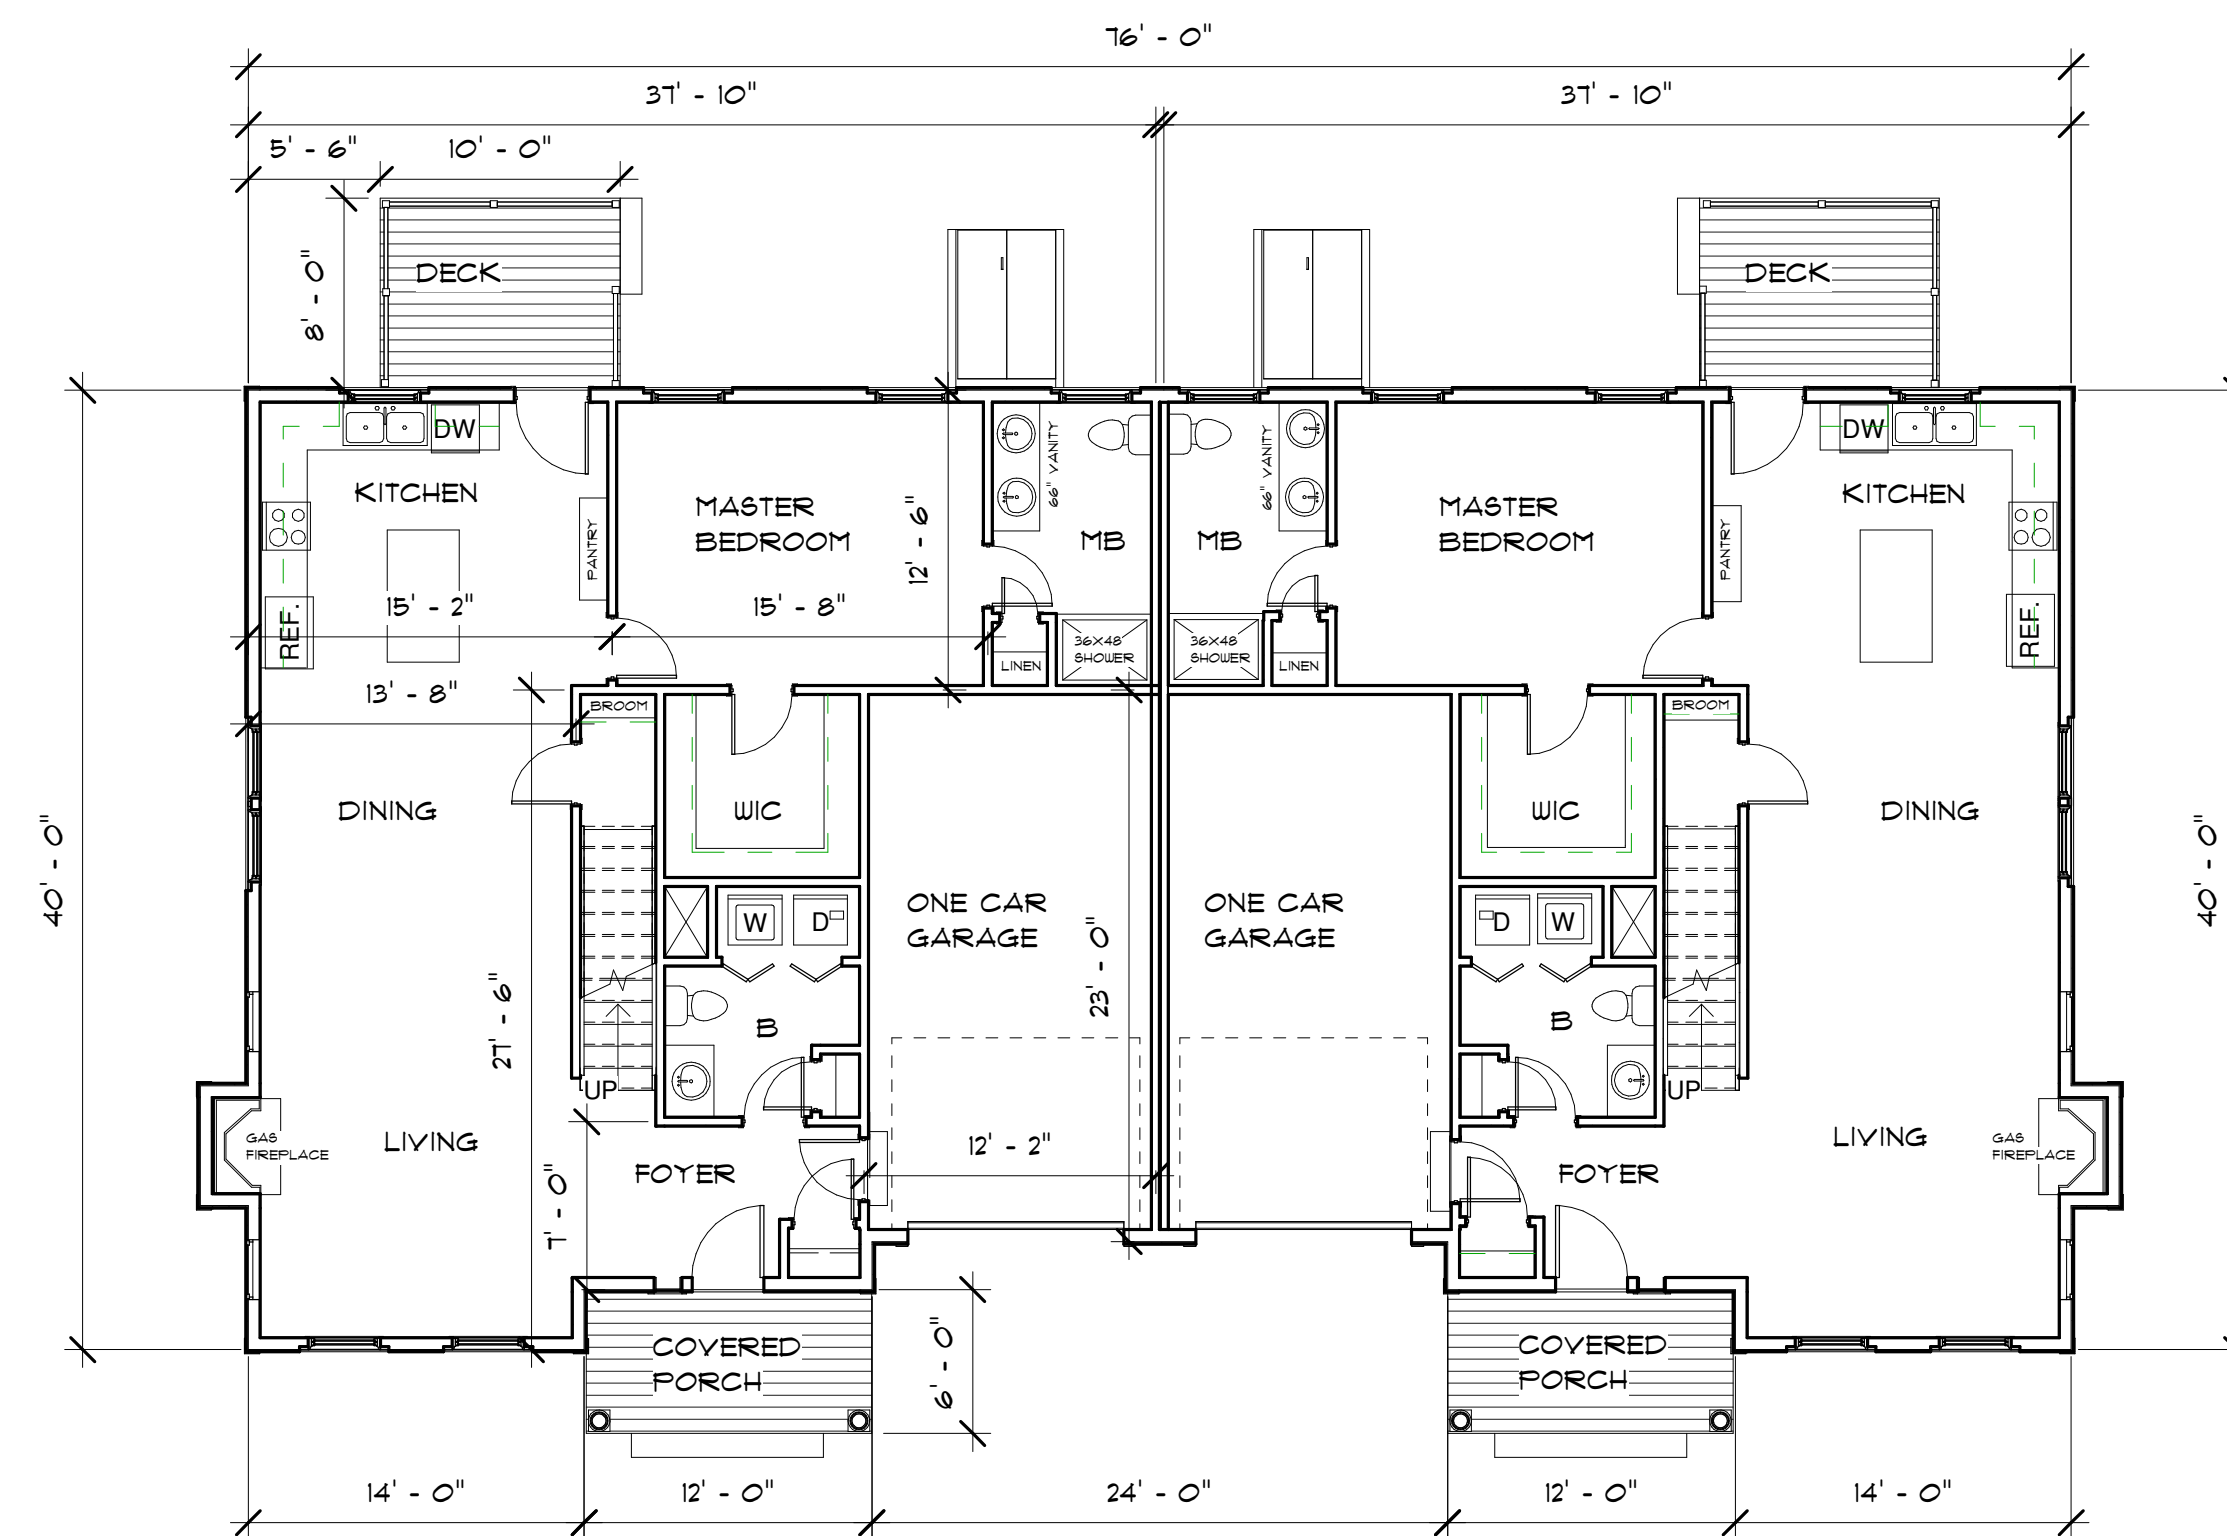 76' - 0"
37' - 10"
37' - 10"
5' - 6"
10' - 0"
8' - 0"
DECK
DECK
DW
DW
KITCHEN
66" VANITY
66" VANITY
KITCHEN
MASTER
BEDROOM
MASTER
BEDROOM
12' - 6"
MB
MB
PANTRY
PANTRY
15' - 2"
15' - 8"
REF.
REF.
36X48
SHOWER
36X48
SHOWER
LINEN
LINEN
13' - 8"
BROOM
BROOM
DINING
WIC
WIC
DINING
40' - 0"
40' - 0"
ONE CAR
GARAGE
ONE CAR
GARAGE
W
D
D
W
23' - 0"
27' - 6"
B
B
UP
UP
GAS
FIREPLACE
LIVING
LIVING
GAS
FIREPLACE
12' - 2"
FOYER
FOYER
7' - 0"
COVERED
PORCH
COVERED
PORCH
6' - 0"
14' - 0"
12' - 0"
24' - 0"
12' - 0"
14' - 0"